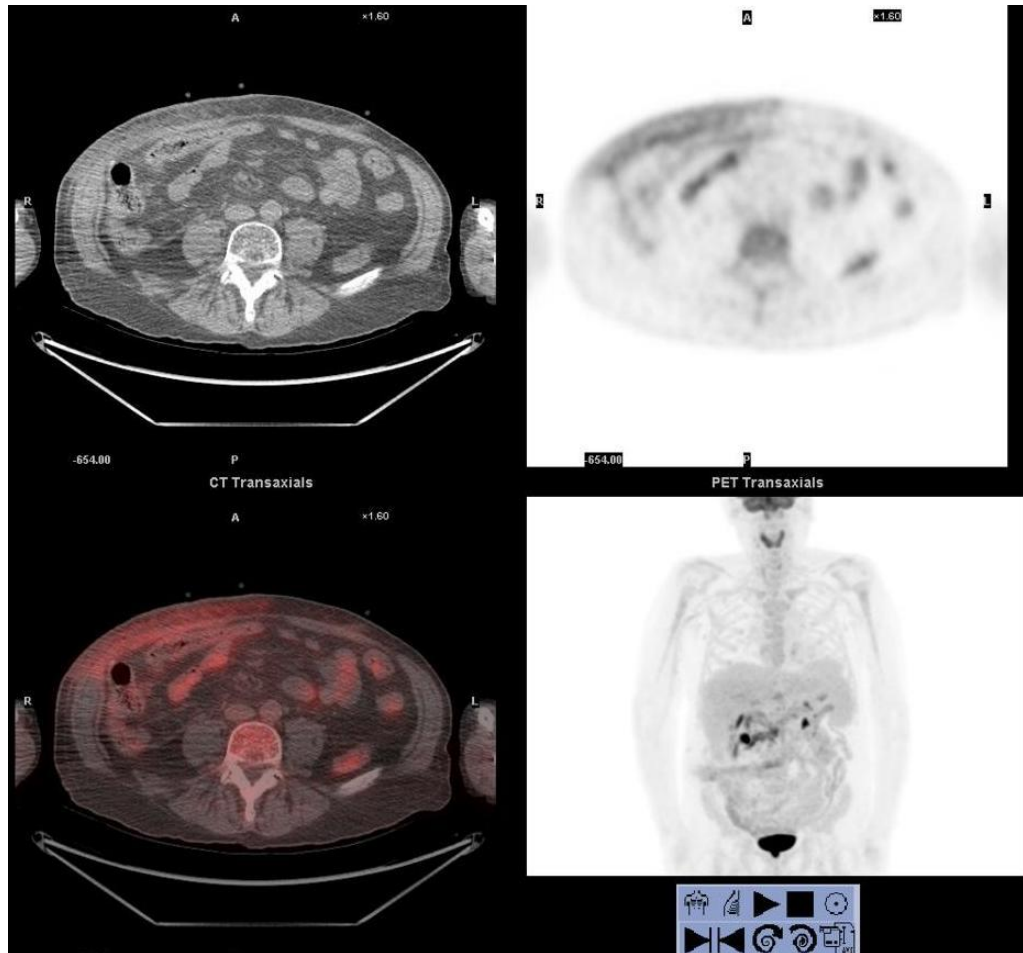 A ×1.60
A ×1.60
R L
R L
-654.00 P
-654.00 P
CT Transaxials
PET Transaxials
A ×1.60
R L